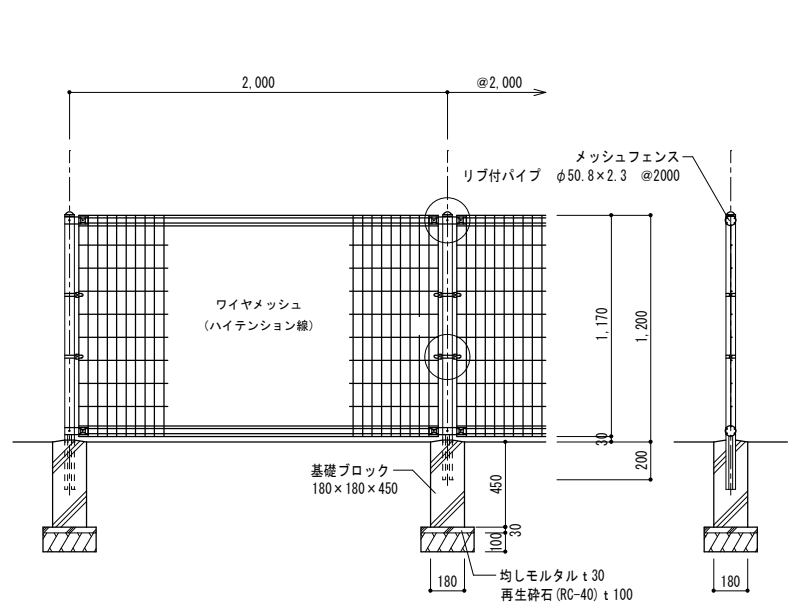 2,000
@2,000
メッシュフェンス
リブ付パイプ φ50.8×2.3 @2000
ワイヤメッシュ
(ハイテンション線)
1,170
1,200
30
200
基礎ブロック
180×180×450
450
30
100
180
均しモルタル t30
再生砕石(RC-40) t100
180